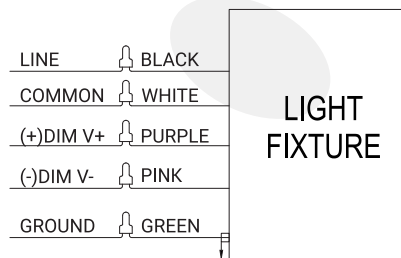 LINE BLACK
COMMON WHITE
(+)DIM V+ PURPLE
(-)DIM V- PINK
GROUND GREEN
LIGHT
FIXTURE